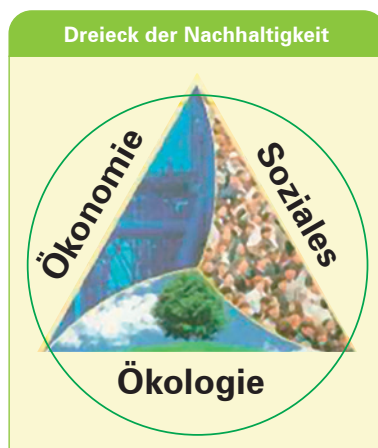 Dreieck der Nachhaltigkeit
Ökonomie
Soziales
Ökologie